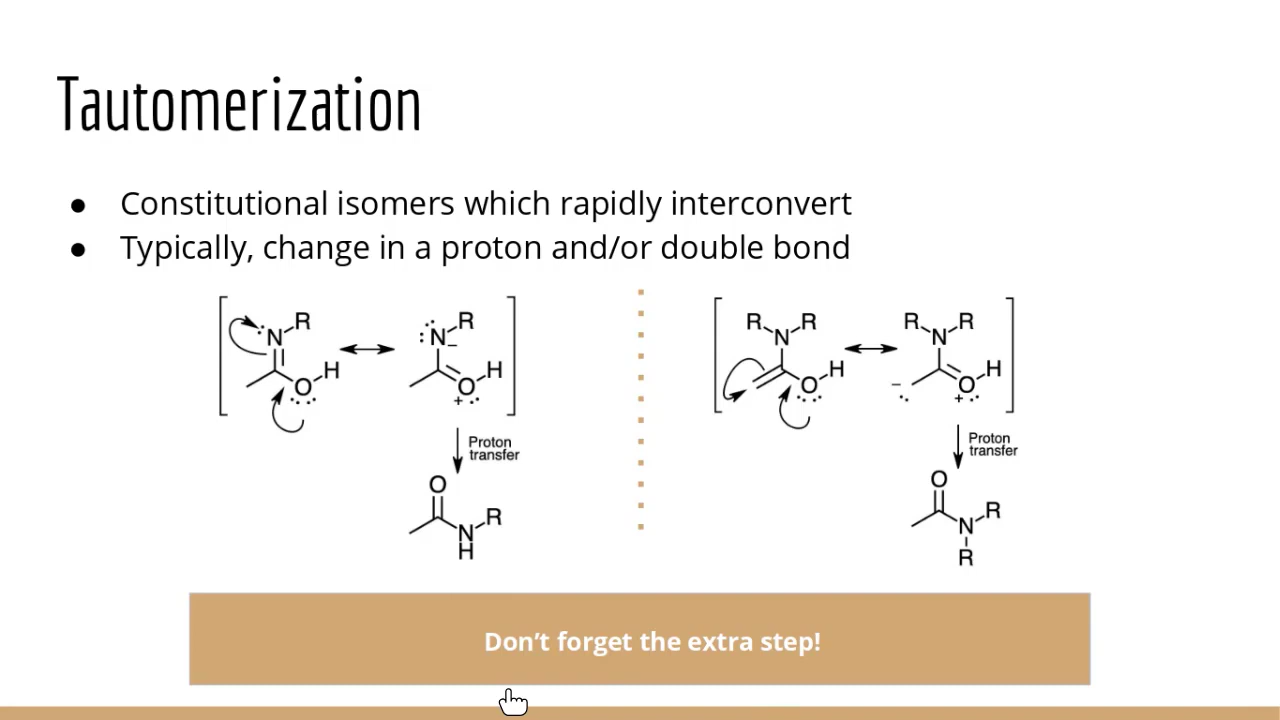 Tautomerization
● Constitutional isomers which rapidly interconvert
● Typically, change in a proton and/or double bond
R
N
H
O
R
N
−
H
O
+
Proton
transfer
O
R
N
H
R R
N
H
O
R R
N
−
H
O
+
Proton
transfer
O
R
N
R
Don’t forget the extra step!